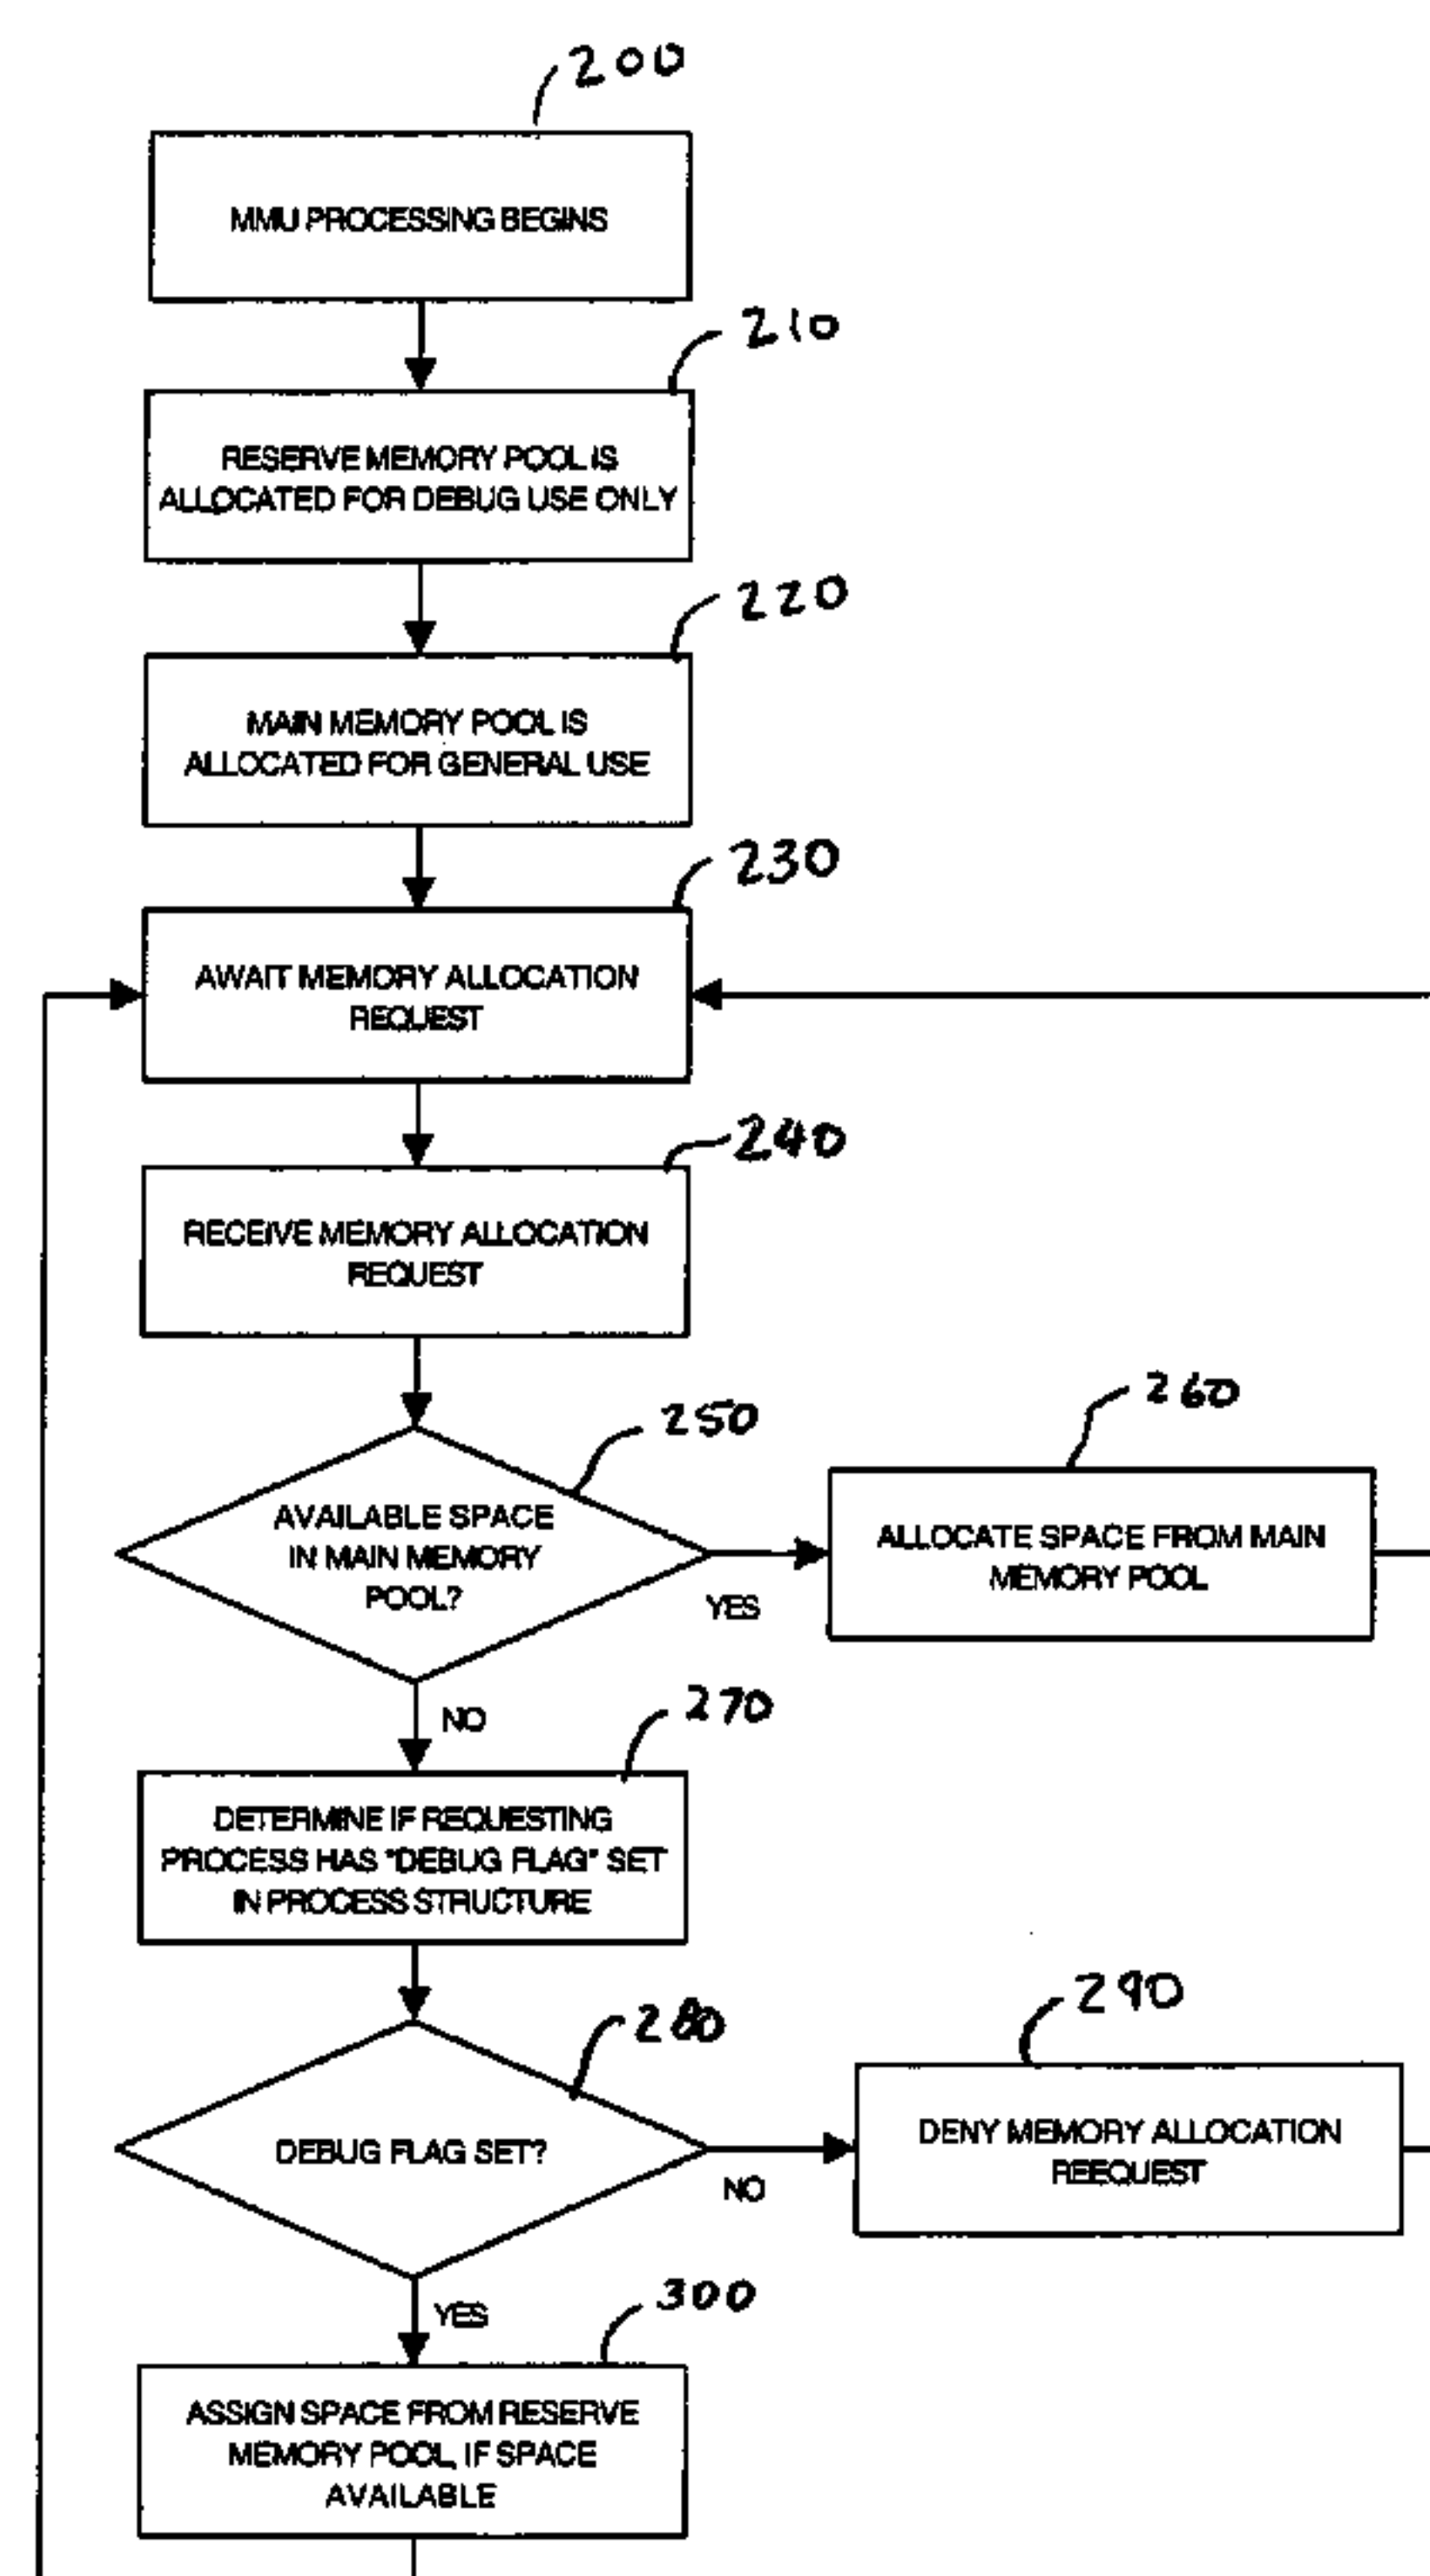 200
MMU PROCESSING BEGINS
210
RESERVE MEMORY POOL IS
ALLOCATED FOR DEBUG USE ONLY
220
MAIN MEMORY POOL IS
ALLOCATED FOR GENERAL USE
230
AWAIT MEMORY ALLOCATION
REQUEST
240
RECEIVE MEMORY ALLOCATION
REQUEST
250
AVAILABLE SPACE
IN MAIN MEMORY
POOL?
YES
260
ALLOCATE SPACE FROM MAIN
MEMORY POOL
NO
270
DETERMINE IF REQUESTING
PROCESS HAS "DEBUG FLAG" SET
IN PROCESS STRUCTURE
280
DEBUG FLAG SET?
NO
290
DENY MEMORY ALLOCATION
REEQUEST
YES
300
ASSIGN SPACE FROM RESERVE
MEMORY POOL, IF SPACE
AVAILABLE